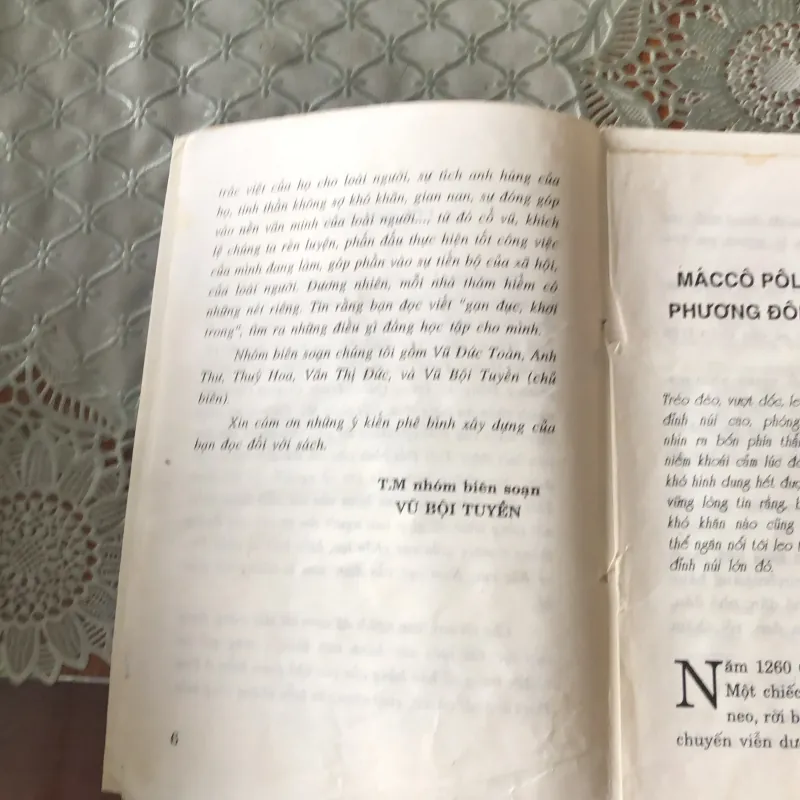 trác việt của họ cho loài người, sự tích anh hùng của
họ, tinh thần không sợ khó khăn, gian nan, sự đóng góp
vào nền văn minh của loài người..., từ đó cổ vũ, khích
lệ chúng ta rèn luyện, phấn đấu thực hiện tốt công việc
của mình đang làm, góp phần vào sự tiến bộ của xã hội,
của loài người. Đương nhiên, mỗi nhà thám hiểm có
những nét riêng. Tin rằng bạn đọc viết "gạn đục, khơi
trong", tìm ra những điều gì đáng học tập cho mình.
Nhóm biên soạn chúng tôi gồm Vũ Đức Toàn, Anh
Thư, Thuý Hoa, Văn Thị Đức, và Vũ Bội Tuyền (chủ
biên)
Xin cảm ơn những ý kiến phê bình xây dựng của
bạn đọc đối với sách.
T.M nhóm biên soạn
VŨ BỘI TUYỀN
6
MÁCCÔ PÔL
PHƯƠNG ĐÔN
Trèo đèo, vượt dốc, le
đỉnh núi cao, phóng
nhìn ra bốn phía thấ
niềm khoái cảm lúc đó
khó hình dung hết đượ
vững lòng tin rằng, b
khó khăn nào cũng
thể ngăn nổi tôi leo
đỉnh núi lớn đó.
Năm 1260
Một chiếc
neo, rời b
chuyến viễn dư